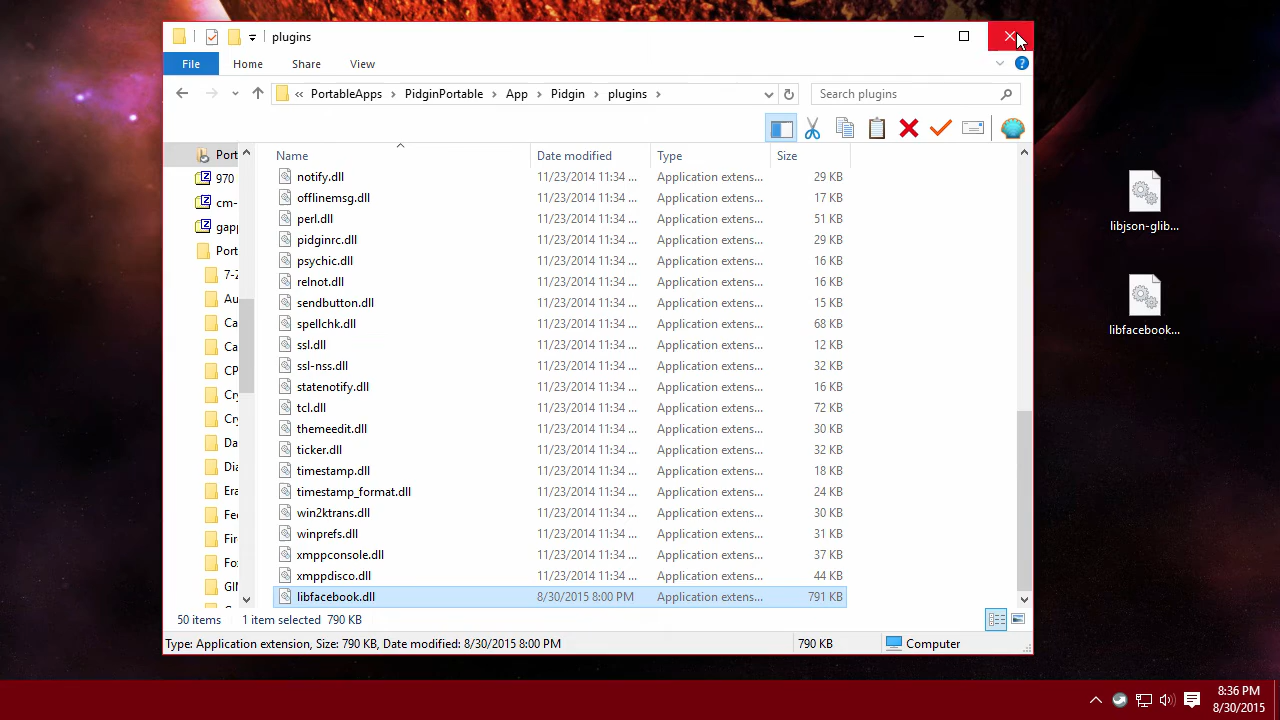 plugins
File Home Share View
« PortableApps PidginPortable App Pidgin plugins
Search plugins
Name Date modified Type Size
notify.dll 11/23/2014 11:34 ... Application extens... 29 KB
offlinemsg.dll 11/23/2014 11:34 ... Application extens... 17 KB
perl.dll 11/23/2014 11:34 ... Application extens... 51 KB
pidginrc.dll 11/23/2014 11:34 ... Application extens... 29 KB
psychic.dll 11/23/2014 11:34 ... Application extens... 16 KB
relnot.dll 11/23/2014 11:34 ... Application extens... 16 KB
sendbutton.dll 11/23/2014 11:34 ... Application extens... 15 KB
spellchk.dll 11/23/2014 11:34 ... Application extens... 68 KB
ssl.dll 11/23/2014 11:34 ... Application extens... 12 KB
ssl-nss.dll 11/23/2014 11:34 ... Application extens... 32 KB
statenotify.dll 11/23/2014 11:34 ... Application extens... 16 KB
tcl.dll 11/23/2014 11:34 ... Application extens... 72 KB
themeedit.dll 11/23/2014 11:34 ... Application extens... 30 KB
ticker.dll 11/23/2014 11:34 ... Application extens... 32 KB
timestamp.dll 11/23/2014 11:34 ... Application extens... 18 KB
timestamp_format.dll 11/23/2014 11:34 ... Application extens... 24 KB
win2ktrans.dll 11/23/2014 11:34 ... Application extens... 30 KB
winprefs.dll 11/23/2014 11:34 ... Application extens... 31 KB
xmppconsole.dll 11/23/2014 11:34 ... Application extens... 37 KB
xmppdisco.dll 11/23/2014 11:34 ... Application extens... 44 KB
libfacebook.dll 8/30/2015 8:00 PM Application extens... 791 KB
Port
970
cm-
gapp
Port
7-Z
Au
Ca
Ca
CP
Cry
Cry
Da
Dia
Era
Fee
Fir
Fox
GIM
50 items 1 item selected 790 KB
Type: Application extension, Size: 790 KB, Date modified: 8/30/2015 8:00 PM 790 KB Computer
libjson-glib...
libfacebook...
8:36 PM
8/30/2015